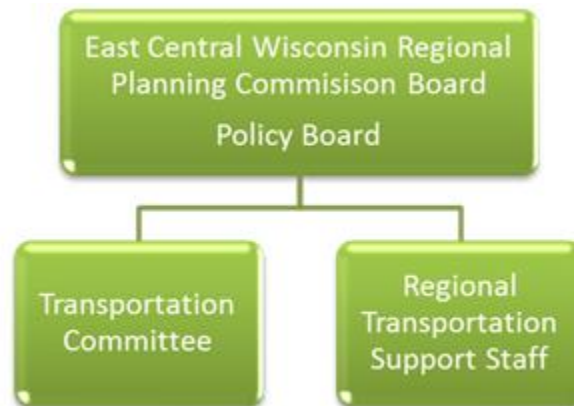 East Central Wisconsin Regional
Planning Commisison Board
Policy Board
Transportation
Committee
Regional
Transportation
Support Staff